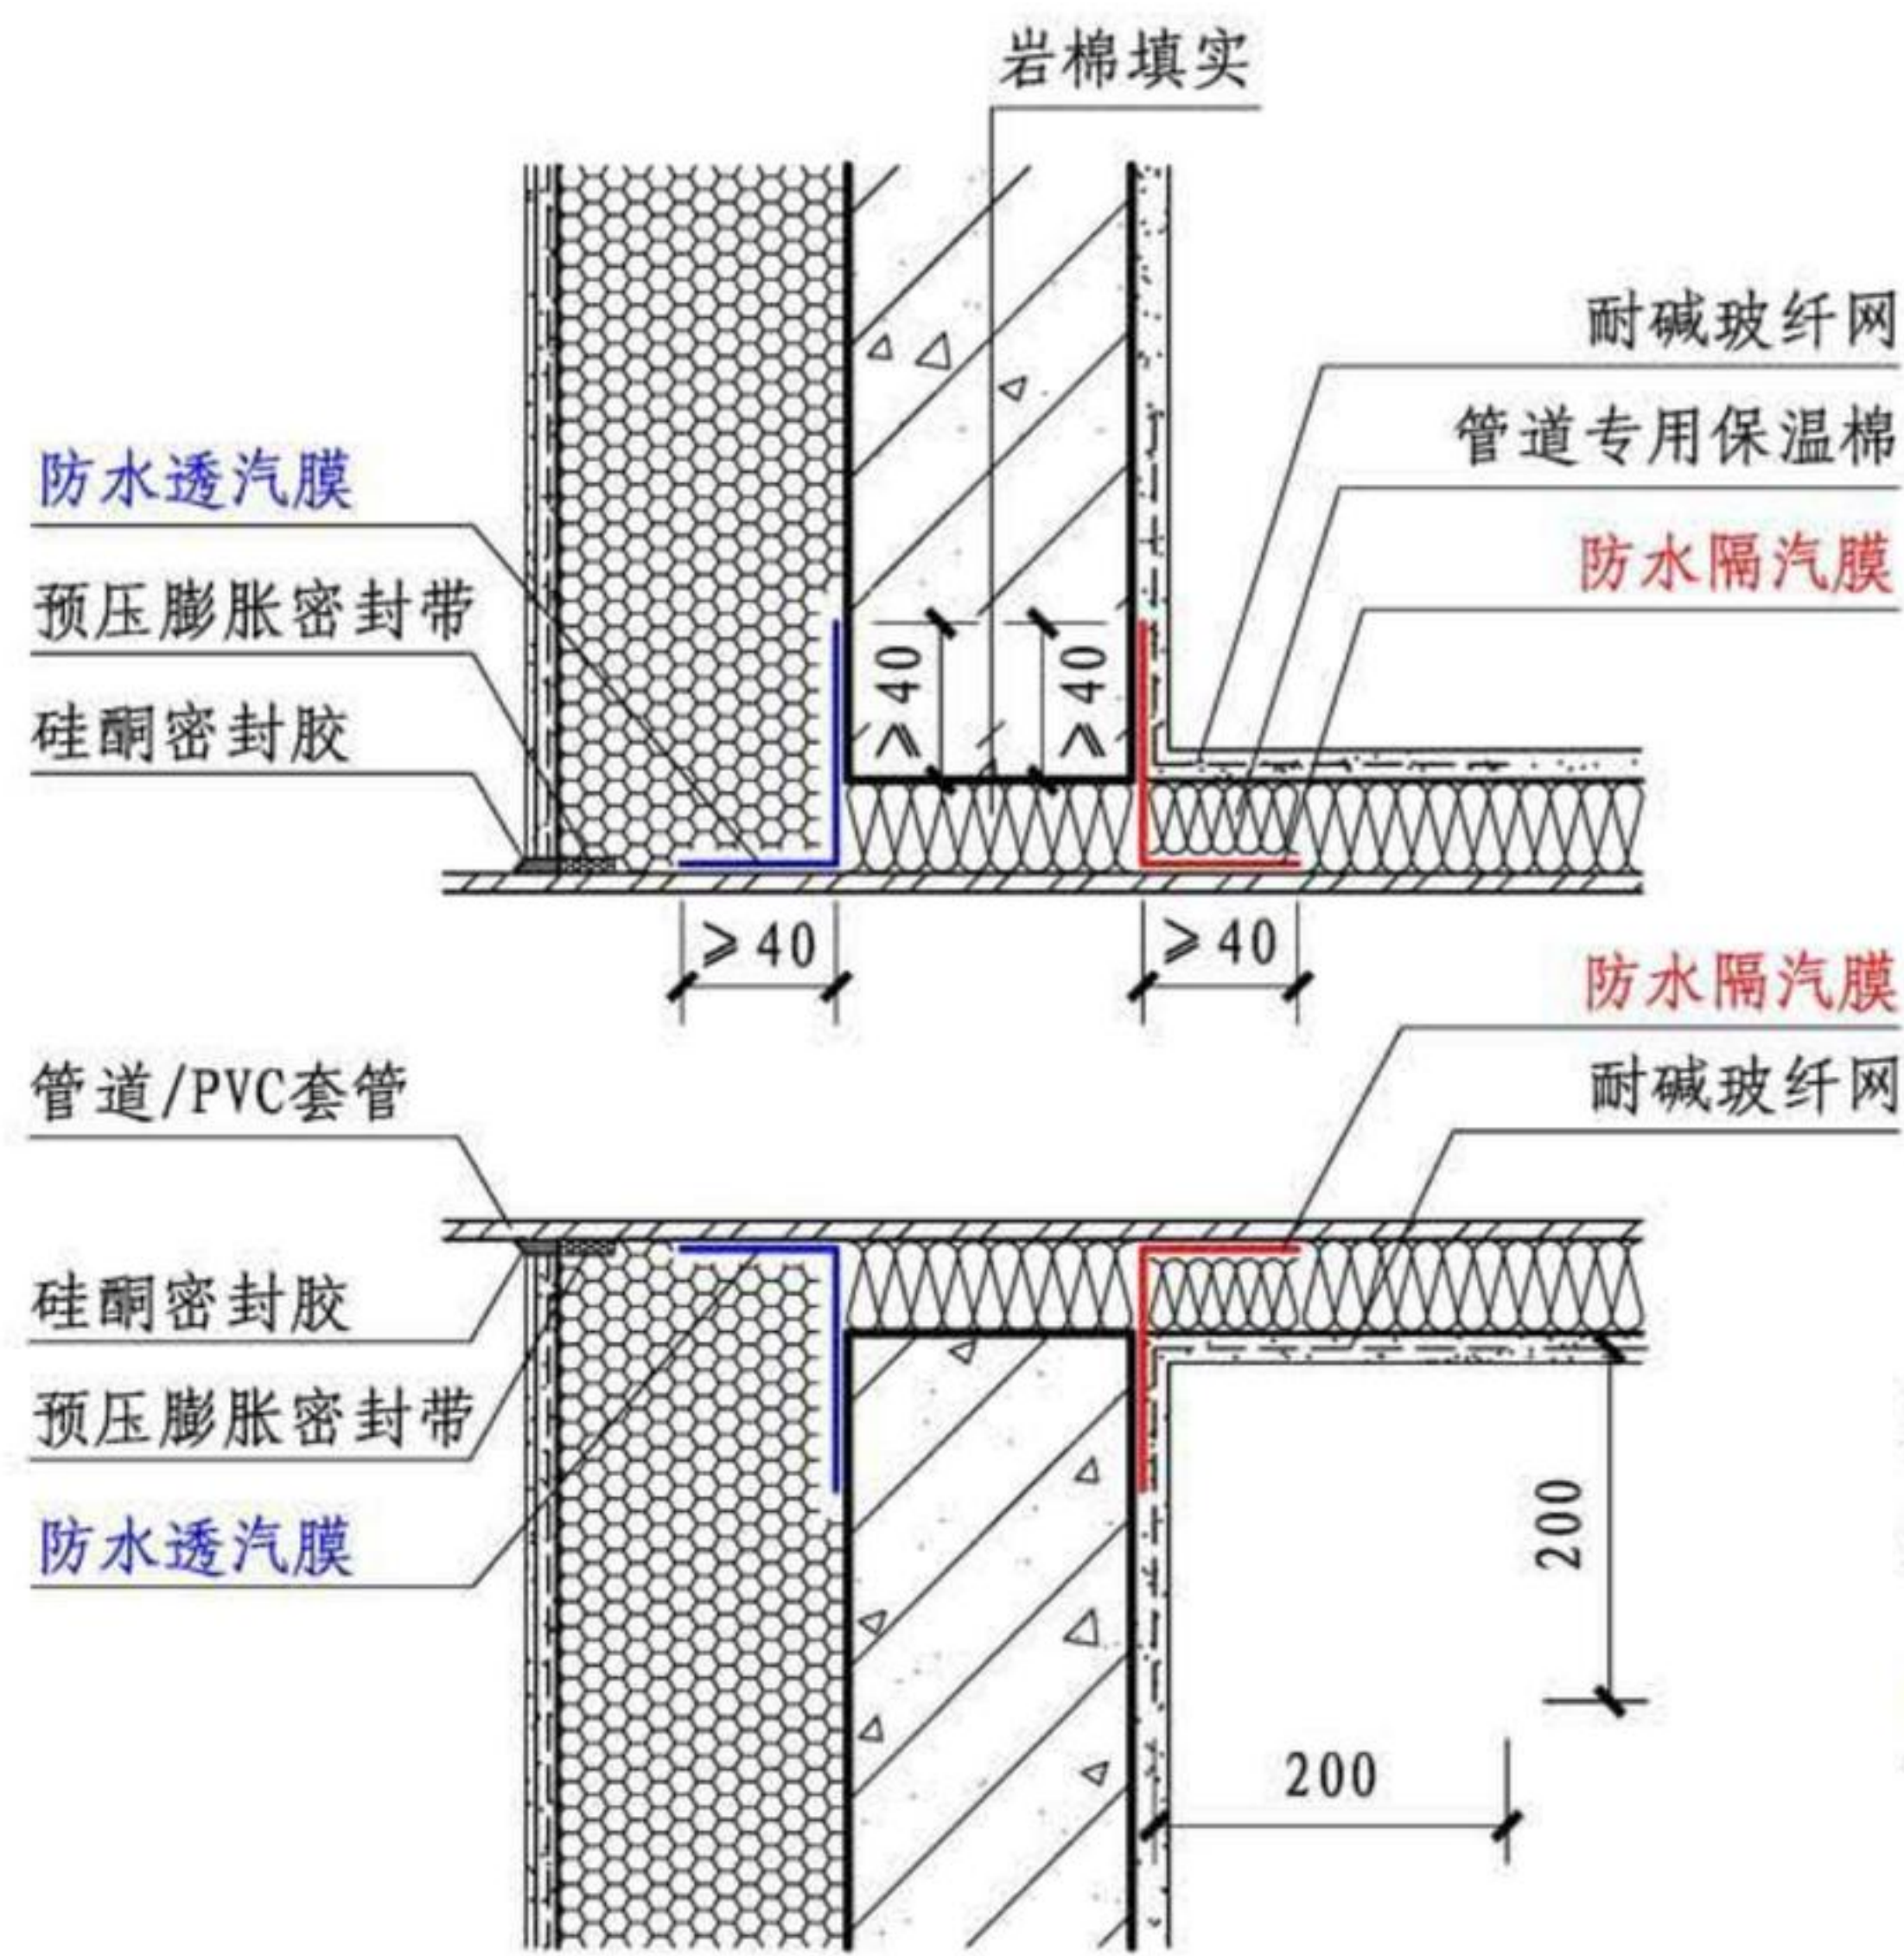 岩棉填实
耐碱玻纤网
管道专用保温棉
防水隔汽膜
防水透汽膜
预压膨胀密封带
硅酮密封胶
≥40
≥40
≥40
≥40
防水隔汽膜
耐碱玻纤网
管道/PVC套管
硅酮密封胶
预压膨胀密封带
防水透汽膜
200
200